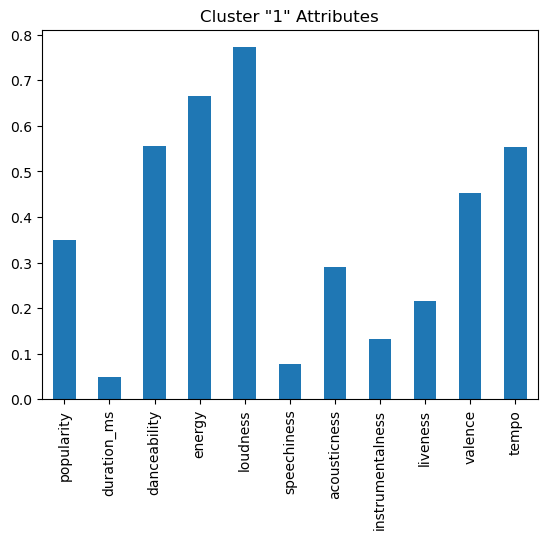 Cluster "1" Attributes
0.8
0.7
0.6
0.5
0.4
0.3
0.2
0.1
0.0
popularity
duration_ms
danceability
energy
loudness
speechiness
acousticness
instrumentalness
liveness
valence
tempo